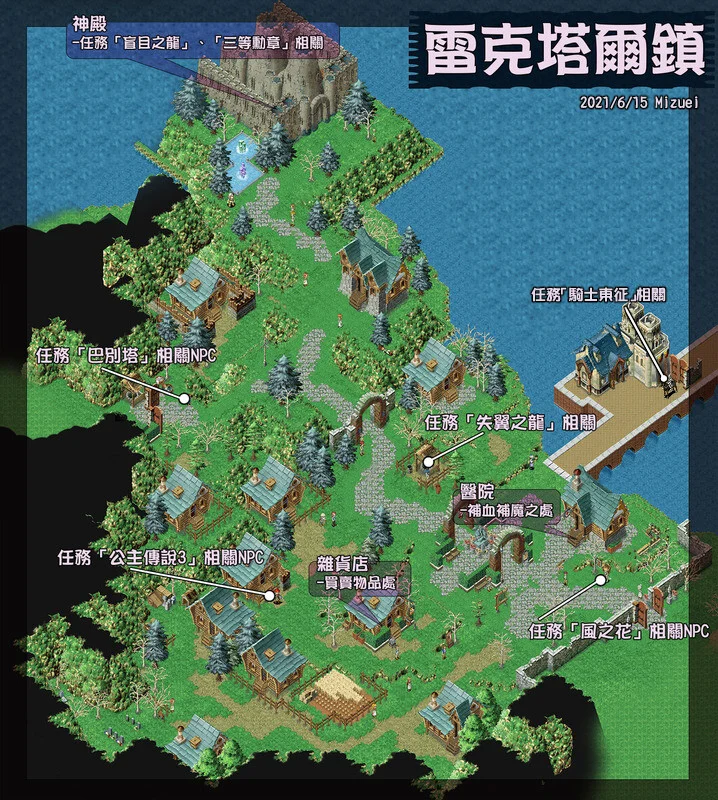 神殿
-任務「盲目之龍」、「三等勳章」相關
雷克塔爾鎮
2021/6/15 Mizuei
任務「騎士東征」相關
任務「巴別塔」相關NPC
任務「失翼之龍」相關
醫院
-補血補魔之處
任務「公主傳說3」相關NPC
雜貨店
-買賣物品處
任務「風之花」相關NPC